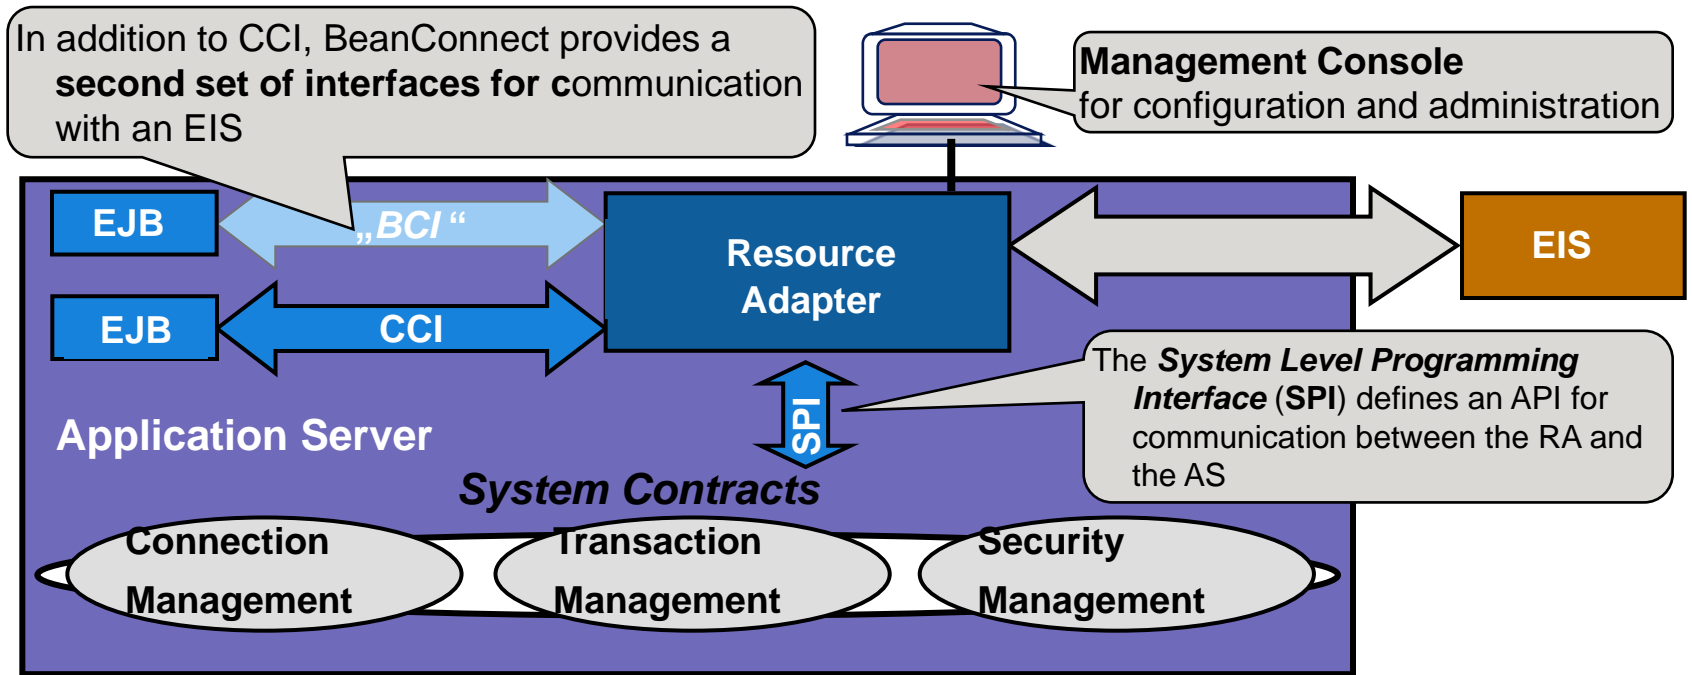 In addition to CCI, BeanConnect provides a
second set of interfaces for communication
with an EIS
Management Console
for configuration and administration
EJB
„BCI “
Resource
Adapter
EIS
EJB
CCI
The System Level Programming
Interface (SPI) defines an API for
communication between the RA and
the AS
SPI
Application Server
System Contracts
Connection
Management
Transaction
Management
Security
Management